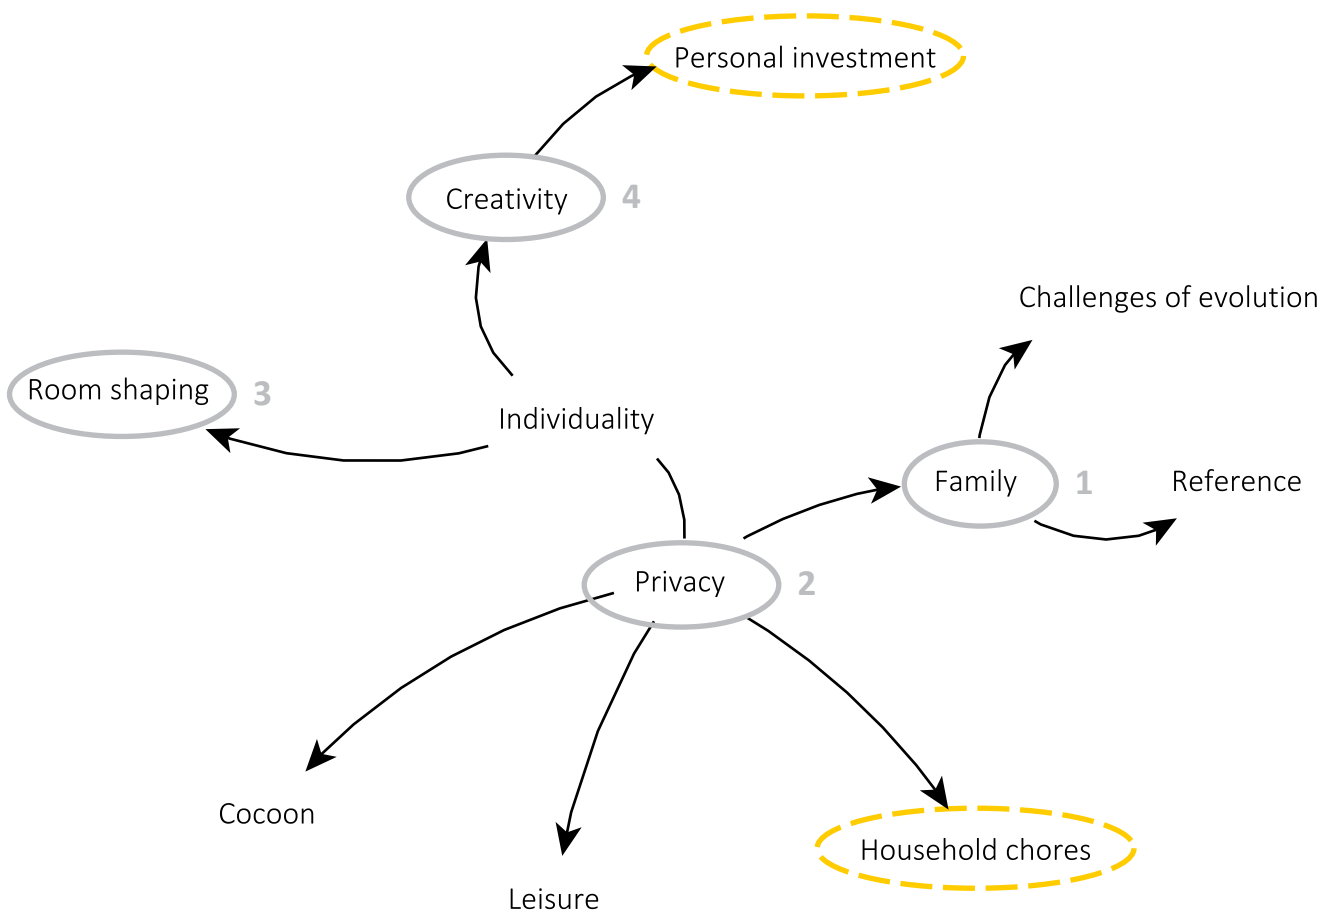 Personal investment
Creativity 4
Challenges of evolution
Room shaping 3
Individuality
Family 1
Reference
Privacy 2
Cocoon
Household chores
Leisure